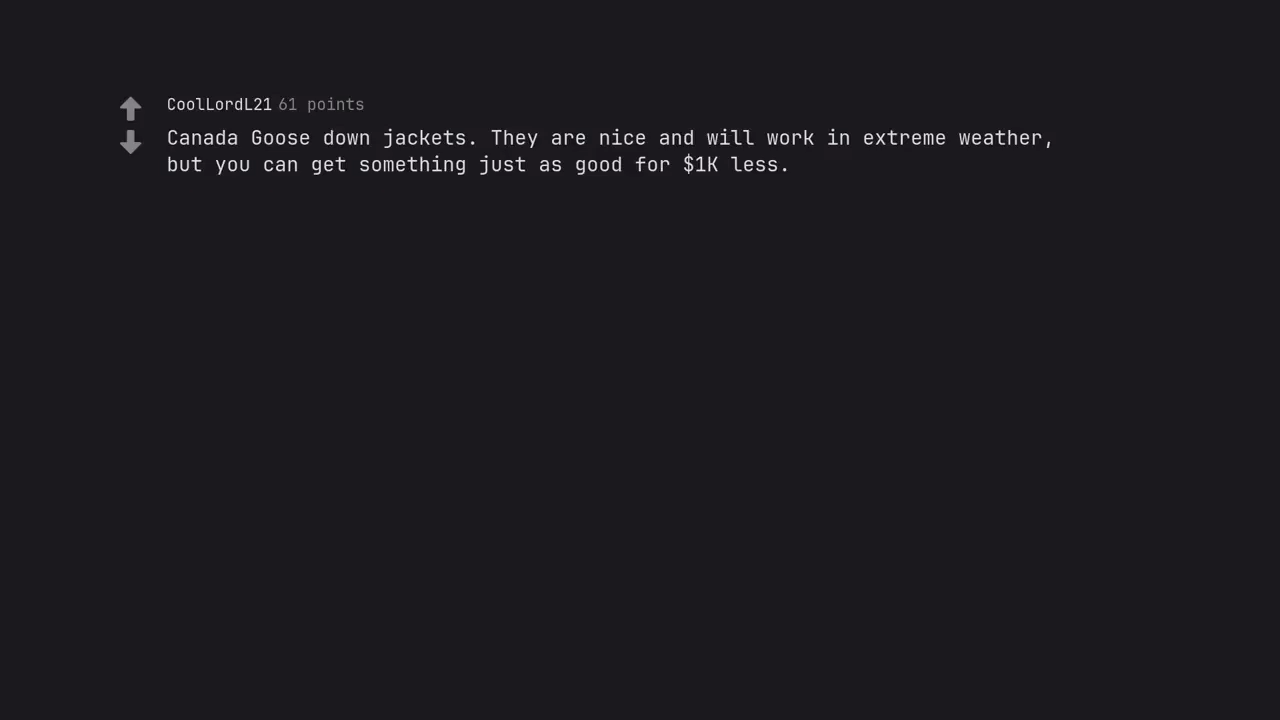 CoolLordL21 61 points
Canada Goose down jackets. They are nice and will work in extreme weather,
but you can get something just as good for $1K less.